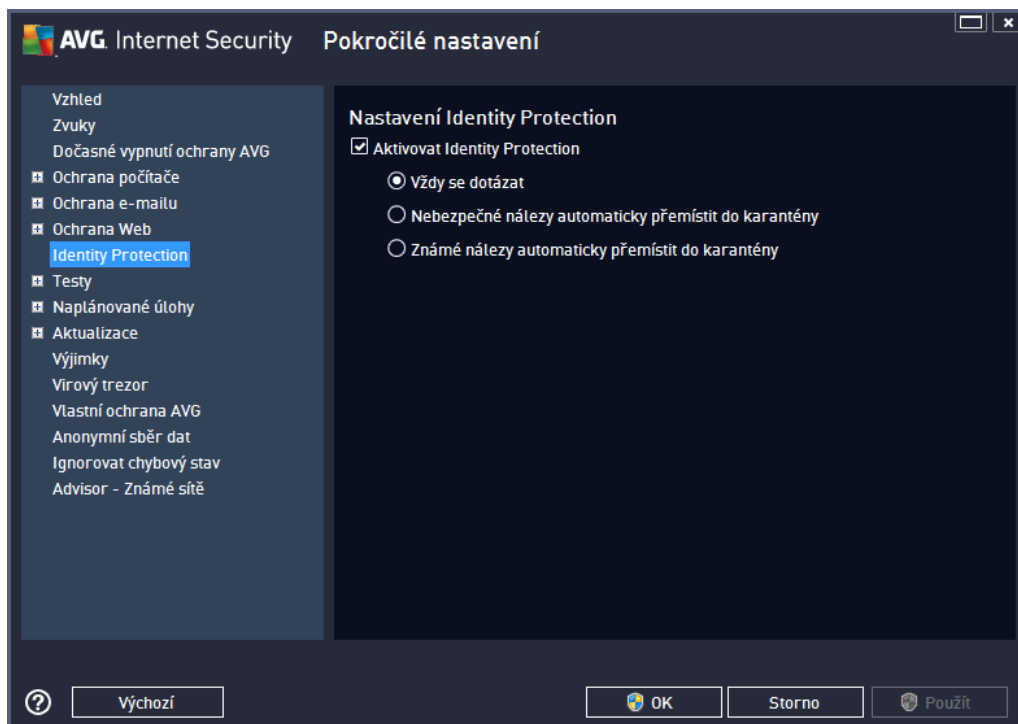 AVG. Internet Security Pokročilé nastavení
Vzhled
Zvuky
Dočasné vypnutí ochrany AVG
Ochrana počítače
Ochrana e-mailu
Ochrana Web
Identity Protection
Testy
Naplánované úlohy
Aktualizace
Výjimky
Virový trezor
Vlastní ochrana AVG
Anonymní sběr dat
Ignorovat chybový stav
Advisor - Známé sítě
Nastavení Identity Protection
Aktivovat Identity Protection
Vždy se dotázat
Nebezpečné nálezy automaticky přemístit do karantény
Známé nálezy automaticky přemístit do karantény
Výchozí
OK
Storno
Použít